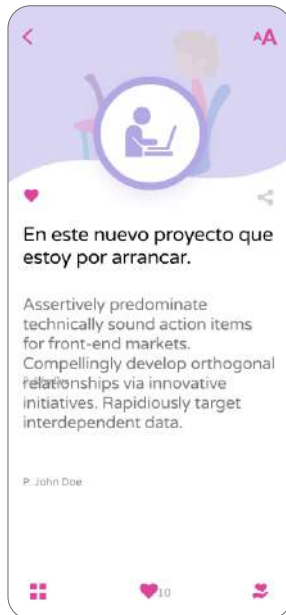 AA
En este nuevo proyecto que
estoy por arrancar.
Assertively predominate
technically sound action items
for front-end markets.
Compellingly develop orthogonal
relationships via innovative
initiatives. Rapidiously target
interdependent data.
P. John Doe
10